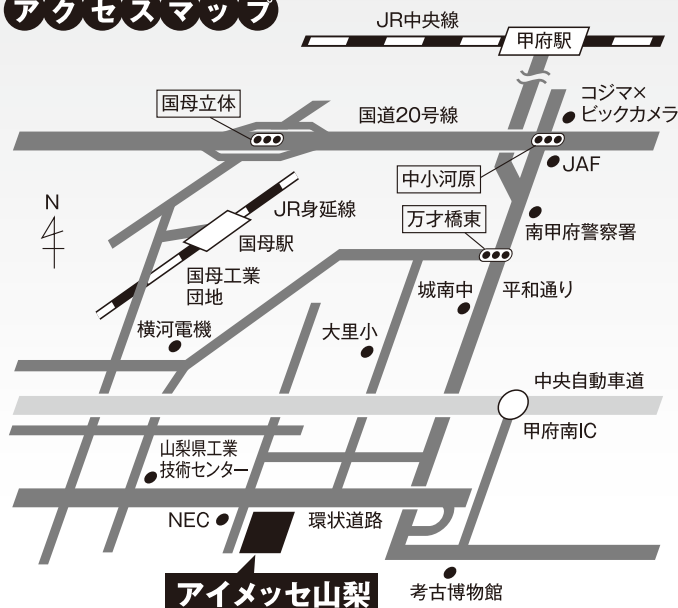 アクセスマップ
JR中央線
甲府駅
コジマ×
ビックカメラ
国母立体
国道20号線
中小河原
JAF
N
JR身延線
万才橋東
南甲府警察署
国母駅
国母工業
団地
城南中
平和通り
横河電機
大里小
中央自動車道
甲府南IC
山梨県工業
技術センター
NEC
環状道路
アイメッセ山梨
考古博物館